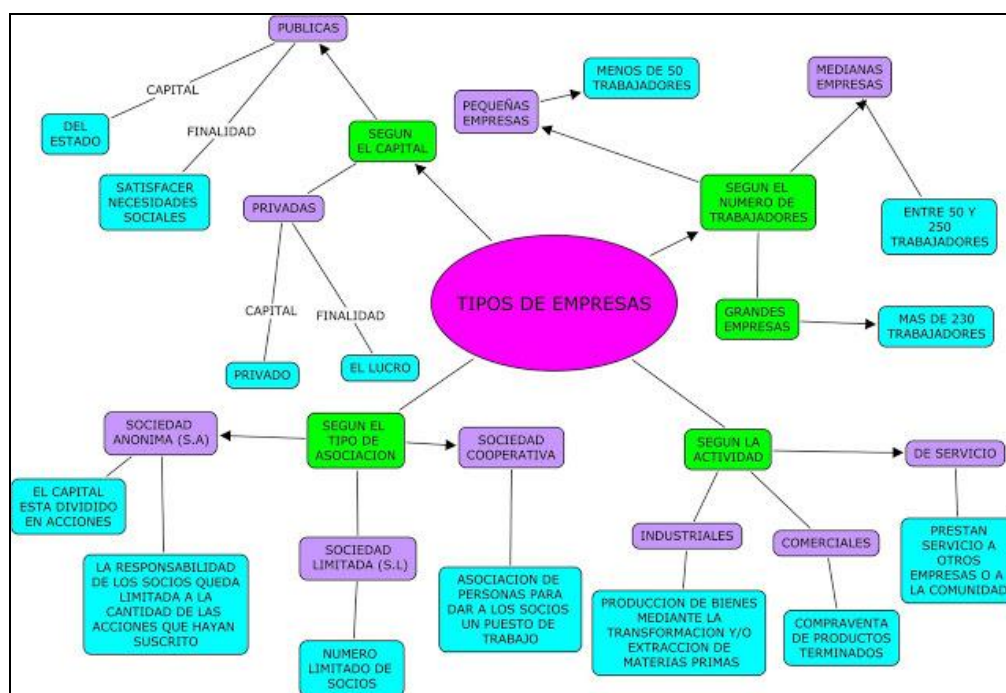 PUBLICAS
CAPITAL
DEL
ESTADO
FINALIDAD
SATISFACER
NECESIDADES
SOCIALES
SEGUN
EL CAPITAL
PRIVADAS
CAPITAL
PRIVADO
FINALIDAD
EL LUCRO
PEQUEÑAS
EMPRESAS
MENOS DE 50
TRABAJADORES
MEDIANAS
EMPRESAS
SEGUN EL
NUMERO DE
TRABAJADORES
ENTRE 50 Y
250
TRABAJADORES
GRANDES
EMPRESAS
MAS DE 230
TRABAJADORES
TIPOS DE EMPRESAS
SOCIEDAD
ANONIMA (S.A)
EL CAPITAL
ESTA DIVIDIDO
EN ACCIONES
LA RESPONSABILIDAD
DE LOS SOCIOS QUEDA
LIMITADA A LA
CANTIDAD DE LAS
ACCIONES QUE HAYAN
SUSCRITO
SEGUN EL
TIPO DE
ASOCIACION
SOCIEDAD
LIMITADA (S.L)
NUMERO
LIMITADO DE
SOCIOS
SOCIEDAD
COOPERATIVA
ASOCIACION DE
PERSONAS PARA
DAR A LOS SOCIOS
UN PUESTO DE
TRABAJO
SEGUN LA
ACTIVIDAD
INDUSTRIALES
PRODUCCION DE BIENES
MEDIANTE LA
TRANSFORMACION Y/O
EXTRACCION DE
MATERIAS PRIMAS
COMERCIALES
COMPRAVENTA
DE PRODUCTOS
TERMINADOS
DE SERVICIO
PRESTAN
SERVICIO A
OTROS
EMPRESAS O A
LA COMUNIDAD